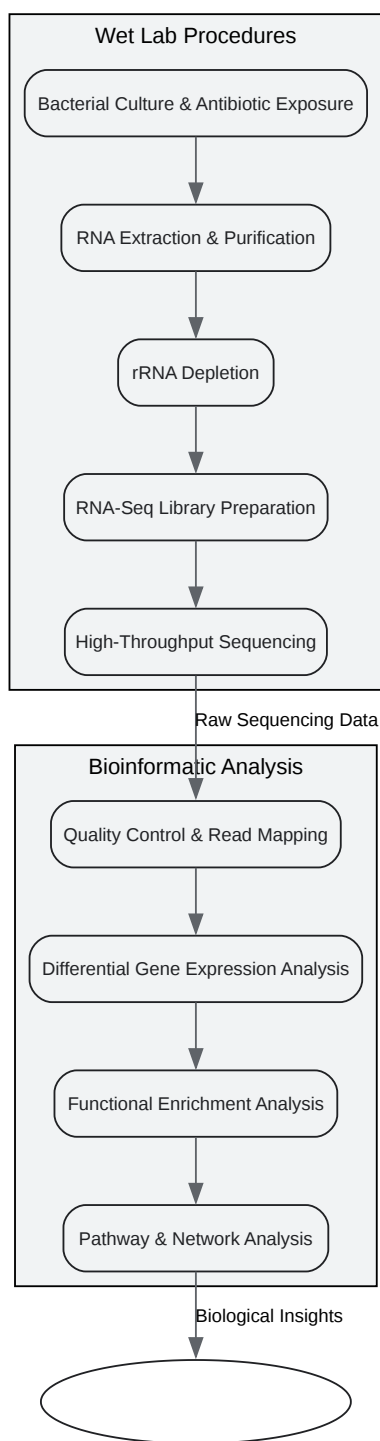 Wet Lab Procedures
Bacterial Culture & Antibiotic Exposure
RNA Extraction & Purification
rRNA Depletion
RNA-Seq Library Preparation
High-Throughput Sequencing
Raw Sequencing Data
Bioinformatic Analysis
Quality Control & Read Mapping
Differential Gene Expression Analysis
Functional Enrichment Analysis
Pathway & Network Analysis
Biological Insights